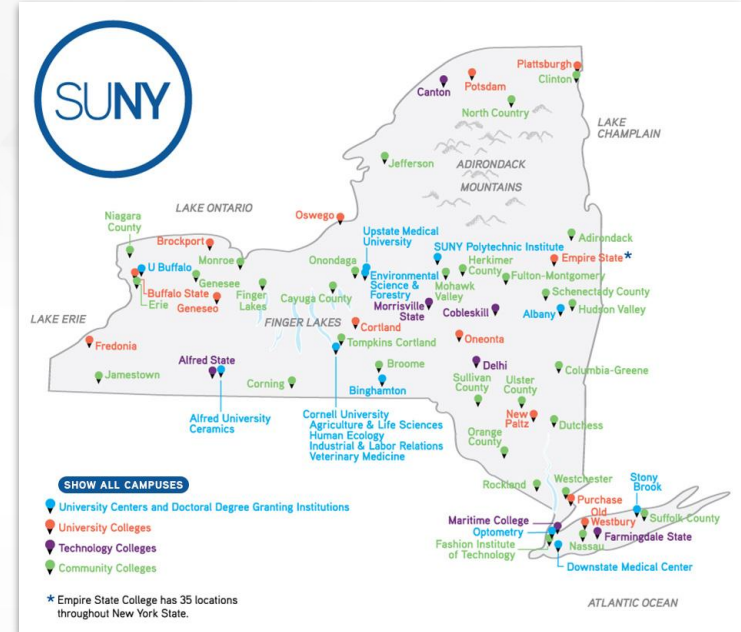 SUNY
Plattsburgh
Clinton
Canton
Potsdam
North Country
LAKE
CHAMPLAIN
Jefferson
ADIRONDACK
MOUNTAINS
LAKE ONTARIO
Oswego
Niagara
County
Brockport
Upstate Medical
University
SUNY Polytechnic Institute
Adirondack
Empire State*
U Buffalo
Monroe
Onondaga
Herkimer
County
Genesee
Environmental
Science &
Forestry
Mohawk
Valley
Fulton-Montgomery
Buffalo State
Erie
Geneseo
Finger
Lakes
Cayuga County
Morrisville
State
Cobleskill
Schenectady County
Albany
Hudson Valley
LAKE ERIE
FINGER LAKES
Cortland
Oneonta
Fredonia
Tompkins Cortland
Alfred State
Broome
Delhi
Columbia-Greene
Jamestown
Corning
Binghamton
Sullivan
County
Ulster
County
Alfred University
Ceramics
Cornell University
Agriculture & Life Sciences
Human Ecology
Industrial & Labor Relations
Veterinary Medicine
New
Paltz
Dutchess
Orange
County
Rockland
Westchester
Stony
Brook
Purchase
Old
Westbury
Suffolk County
Maritime College
Optometry
Farmingdale State
Fashion Institute
of Technology
Nassau
Downstate Medical Center
ATLANTIC OCEAN
SHOW ALL CAMPUSES
University Centers and Doctoral Degree Granting Institutions
University Colleges
Technology Colleges
Community Colleges
* Empire State College has 35 locations
throughout New York State.